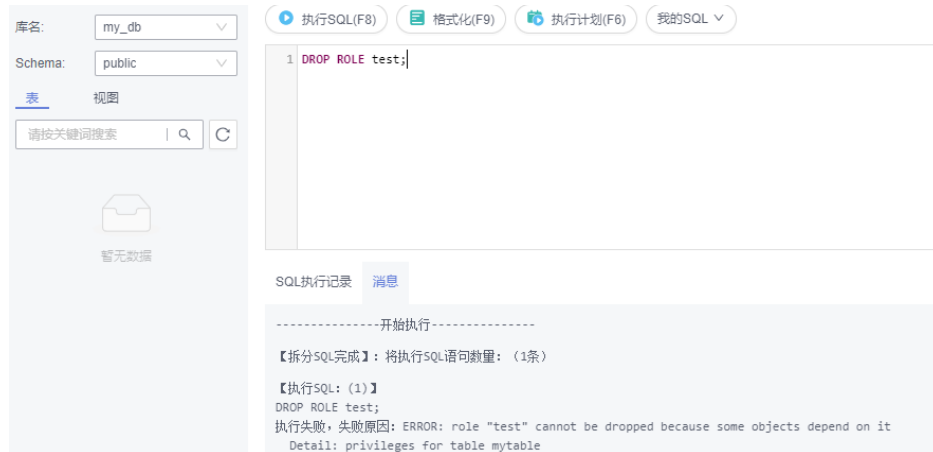 库名:
my_db
Schema:
public
表
视图
请按关键词搜索
暂无数据
执行SQL(F8)
格式化(F9)
执行计划(F6)
我的SQL
1 DROP ROLE test;
SQL执行记录
消息
---------------开始执行---------------
【拆分SQL完成】:将执行SQL语句数量:(1条)
【执行SQL:(1)】
DROP ROLE test;
执行失败,失败原因:ERROR: role "test" cannot be dropped because some objects depend on it
Detail: privileges for table mytable